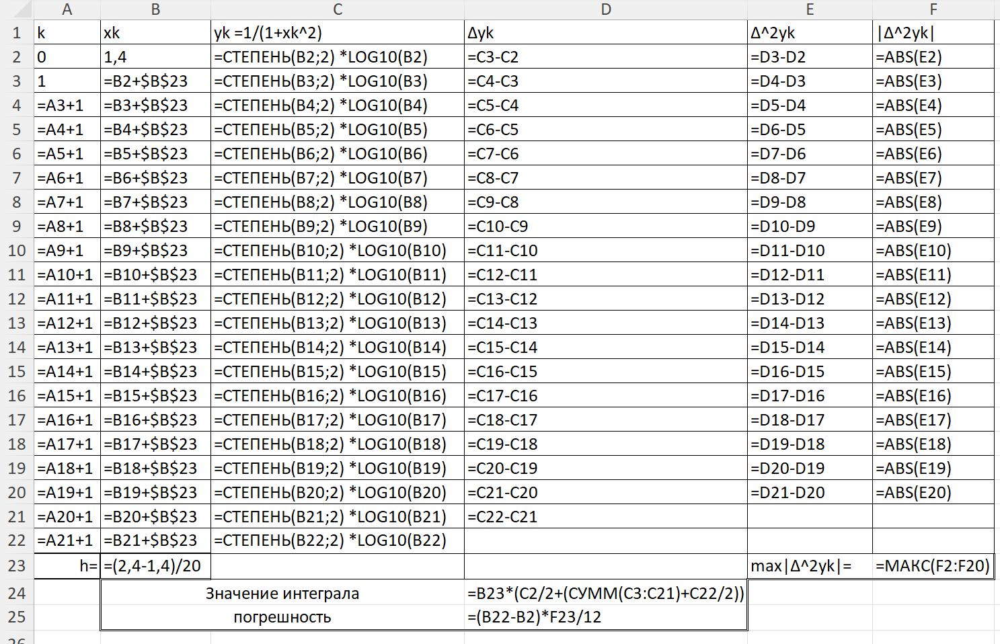 A B C D E F
1 k xk yk =1/(1+xk^2) Δyk Δ^2yk |Δ^2yk|
2 0 1,4 =СТЕПЕНЬ(B2;2) *LOG10(B2) =C3-C2 =D3-D2 =ABS(E2)
3 1 =B2+$B$23 =СТЕПЕНЬ(B3;2) *LOG10(B3) =C4-C3 =D4-D3 =ABS(E3)
4 =A3+1 =B3+$B$23 =СТЕПЕНЬ(B4;2) *LOG10(B4) =C5-C4 =D5-D4 =ABS(E4)
5 =A4+1 =B4+$B$23 =СТЕПЕНЬ(B5;2) *LOG10(B5) =C6-C5 =D6-D5 =ABS(E5)
6 =A5+1 =B5+$B$23 =СТЕПЕНЬ(B6;2) *LOG10(B6) =C7-C6 =D7-D6 =ABS(E6)
7 =A6+1 =B6+$B$23 =СТЕПЕНЬ(B7;2) *LOG10(B7) =C8-C7 =D8-D7 =ABS(E7)
8 =A7+1 =B7+$B$23 =СТЕПЕНЬ(B8;2) *LOG10(B8) =C9-C8 =D9-D8 =ABS(E8)
9 =A8+1 =B8+$B$23 =СТЕПЕНЬ(B9;2) *LOG10(B9) =C10-C9 =D10-D9 =ABS(E9)
10 =A9+1 =B9+$B$23 =СТЕПЕНЬ(B10;2) *LOG10(B10) =C11-C10 =D11-D10 =ABS(E10)
11 =A10+1 =B10+$B$23 =СТЕПЕНЬ(B11;2) *LOG10(B11) =C12-C11 =D12-D11 =ABS(E11)
12 =A11+1 =B11+$B$23 =СТЕПЕНЬ(B12;2) *LOG10(B12) =C13-C12 =D13-D12 =ABS(E12)
13 =A12+1 =B12+$B$23 =СТЕПЕНЬ(B13;2) *LOG10(B13) =C14-C13 =D14-D13 =ABS(E13)
14 =A13+1 =B13+$B$23 =СТЕПЕНЬ(B14;2) *LOG10(B14) =C15-C14 =D15-D14 =ABS(E14)
15 =A14+1 =B14+$B$23 =СТЕПЕНЬ(B15;2) *LOG10(B15) =C16-C15 =D16-D15 =ABS(E15)
16 =A15+1 =B15+$B$23 =СТЕПЕНЬ(B16;2) *LOG10(B16) =C17-C16 =D17-D16 =ABS(E16)
17 =A16+1 =B16+$B$23 =СТЕПЕНЬ(B17;2) *LOG10(B17) =C18-C17 =D18-D17 =ABS(E17)
18 =A17+1 =B17+$B$23 =СТЕПЕНЬ(B18;2) *LOG10(B18) =C19-C18 =D19-D18 =ABS(E18)
19 =A18+1 =B18+$B$23 =СТЕПЕНЬ(B19;2) *LOG10(B19) =C20-C19 =D20-D19 =ABS(E19)
20 =A19+1 =B19+$B$23 =СТЕПЕНЬ(B20;2) *LOG10(B20) =C21-C20 =D21-D20 =ABS(E20)
21 =A20+1 =B20+$B$23 =СТЕПЕНЬ(B21;2) *LOG10(B21) =C22-C21
22 =A21+1 =B21+$B$23 =СТЕПЕНЬ(B22;2) *LOG10(B22)
23 h= =(2,4-1,4)/20 max|Δ^2yk|= =МАКС(F2:F20)
24 Значение интеграла =B23*(C2/2+(СУММ(C3:C21)+C22/2))
25 погрешность =(B22-B2)*F23/12
26